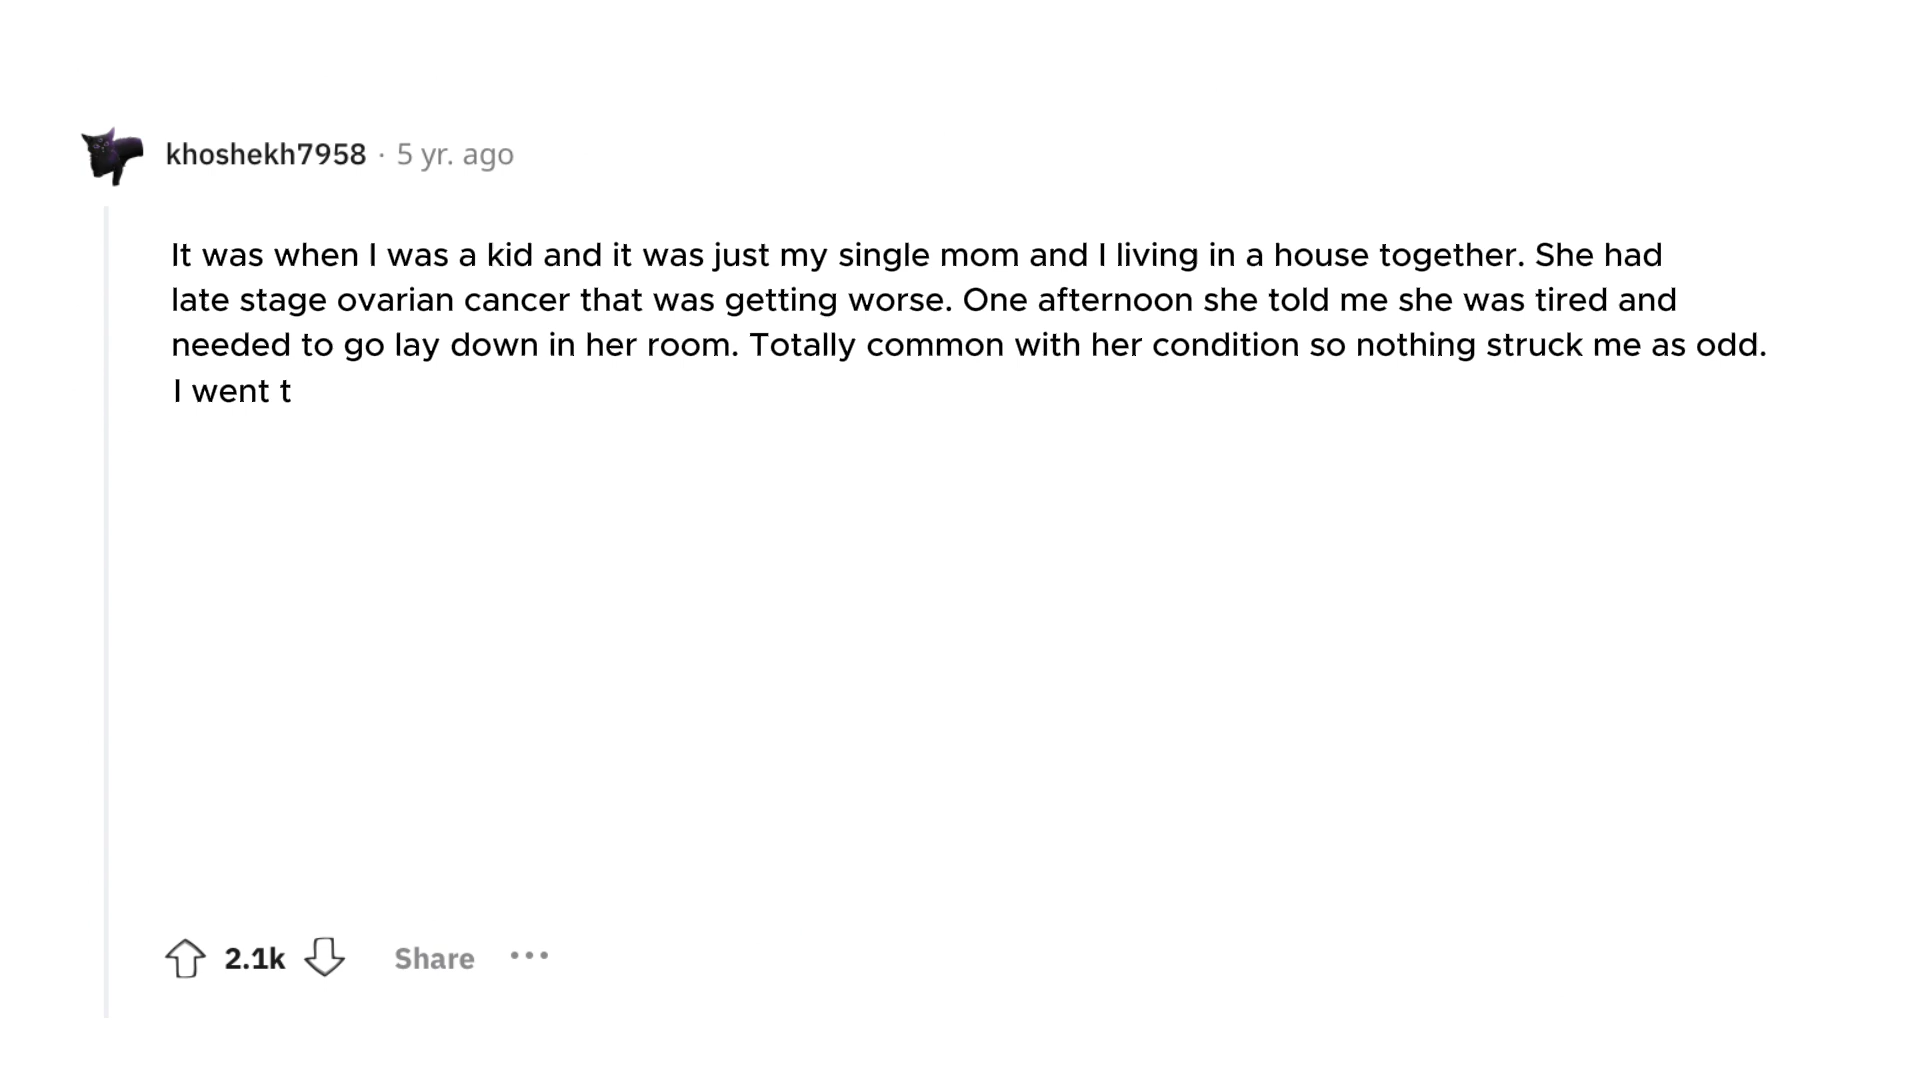 khoshekh7958 · 5 yr. ago
It was when I was a kid and it was just my single mom and I living in a house together. She had
late stage ovarian cancer that was getting worse. One afternoon she told me she was tired and
needed to go lay down in her room. Totally common with her condition so nothing struck me as odd.
I went t
2.1k Share ...